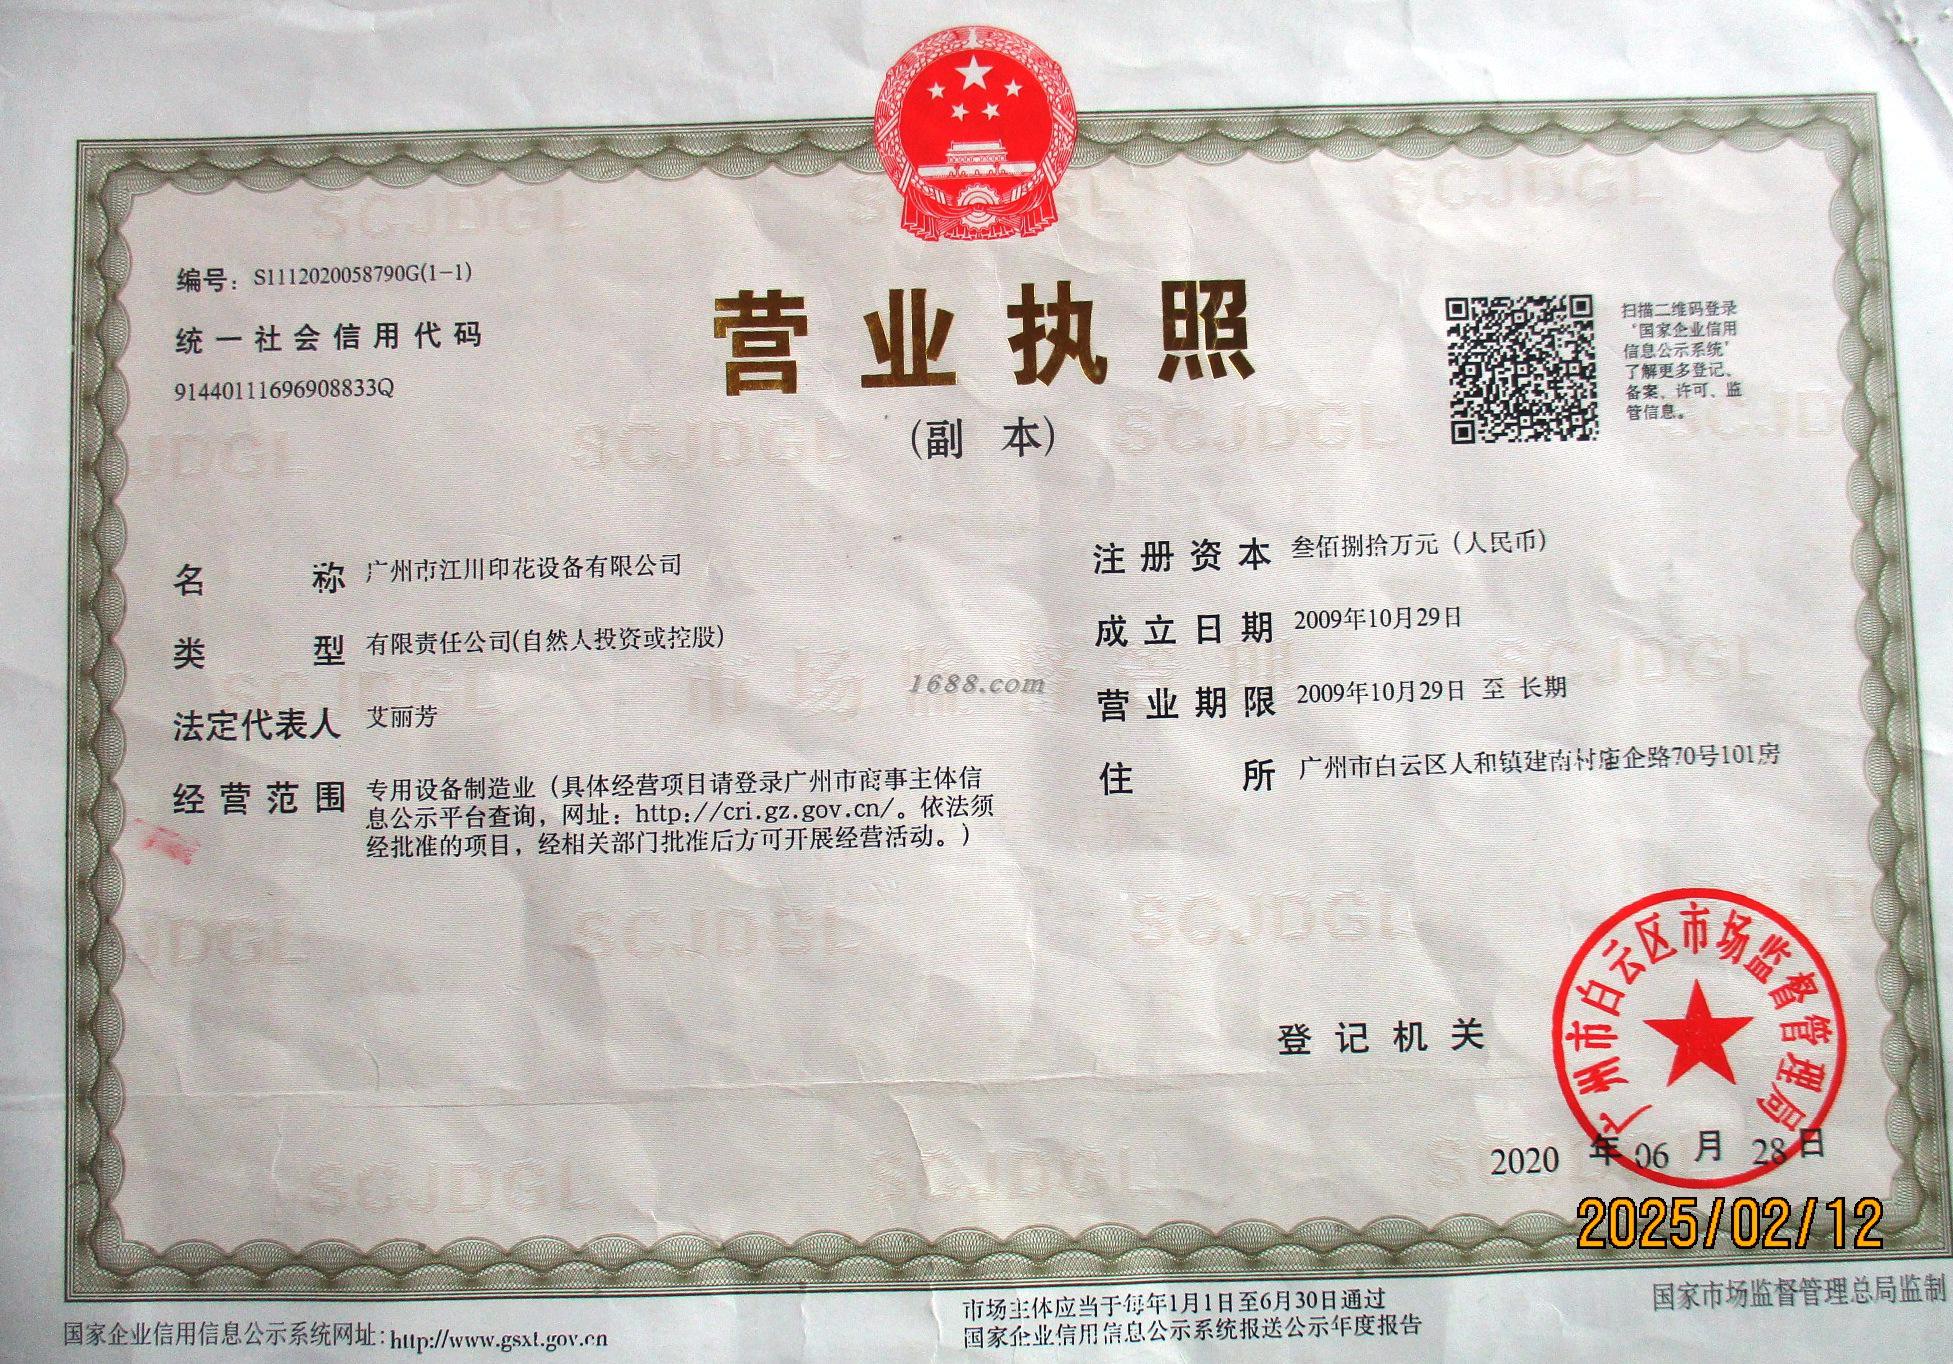 编号：S1112020058790G(1-1)
统一社会信用代码
91440111696908833Q
营业执照
(副 本)
扫描二维码登录
‘国家企业信用
信息公示系统’
了解更多登记、
备案、许可、监
管信息。
名 称 广州市江川印花设备有限公司
类 型 有限责任公司(自然人投资或控股)
法定代表人 艾丽芳
经营范围 专用设备制造业（具体经营项目请登录广州市商事主体信
息公示平台查询，网址：http://cri.gz.gov.cn/。依法须
经批准的项目，经相关部门批准后方可开展经营活动。）
注册资本 叁佰捌拾万元（人民币）
成立日期 2009年10月29日
营业期限 2009年10月29日 至 长期
住 所 广州市白云区人和镇建南村庙企路70号101房
1688.com
SCJDGL
登记机关
广州市白云区市场监督管理局
2020 年 06 月 28 日
2025/02/12
国家企业信用信息公示系统网址：http://www.gsxt.gov.cn
市场主体应当于每年1月1日至6月30日通过
国家企业信用信息公示系统报送公示年度报告
国家市场监督管理总局监制